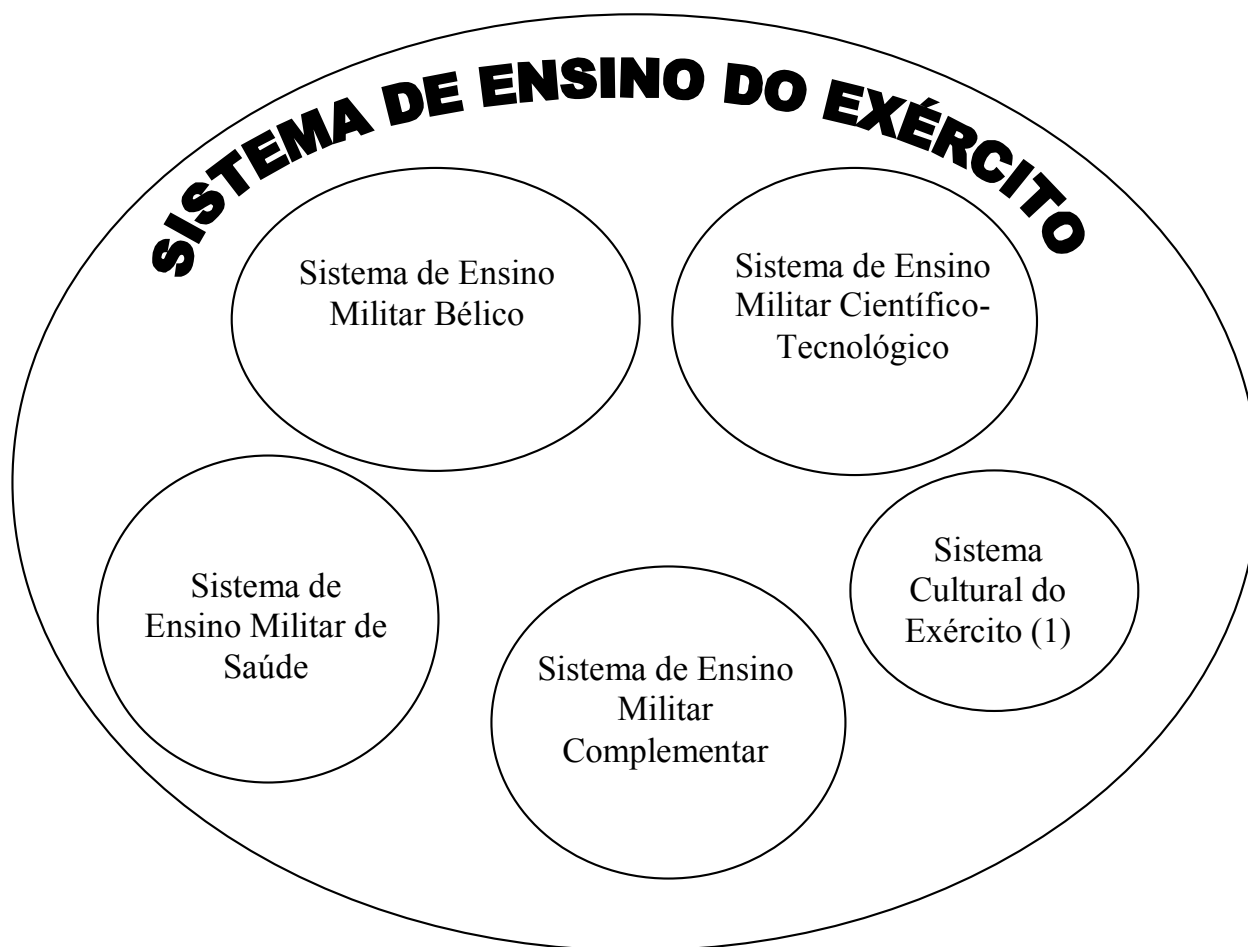 SISTEMA DE ENSINO DO EXÉRCITO
Sistema de Ensino
Militar Bélico
Sistema de Ensino
Militar Científico-
Tecnológico
Sistema de
Ensino Militar de
Saúde
Sistema de Ensino
Militar
Complementar
Sistema
Cultural do
Exército (1)